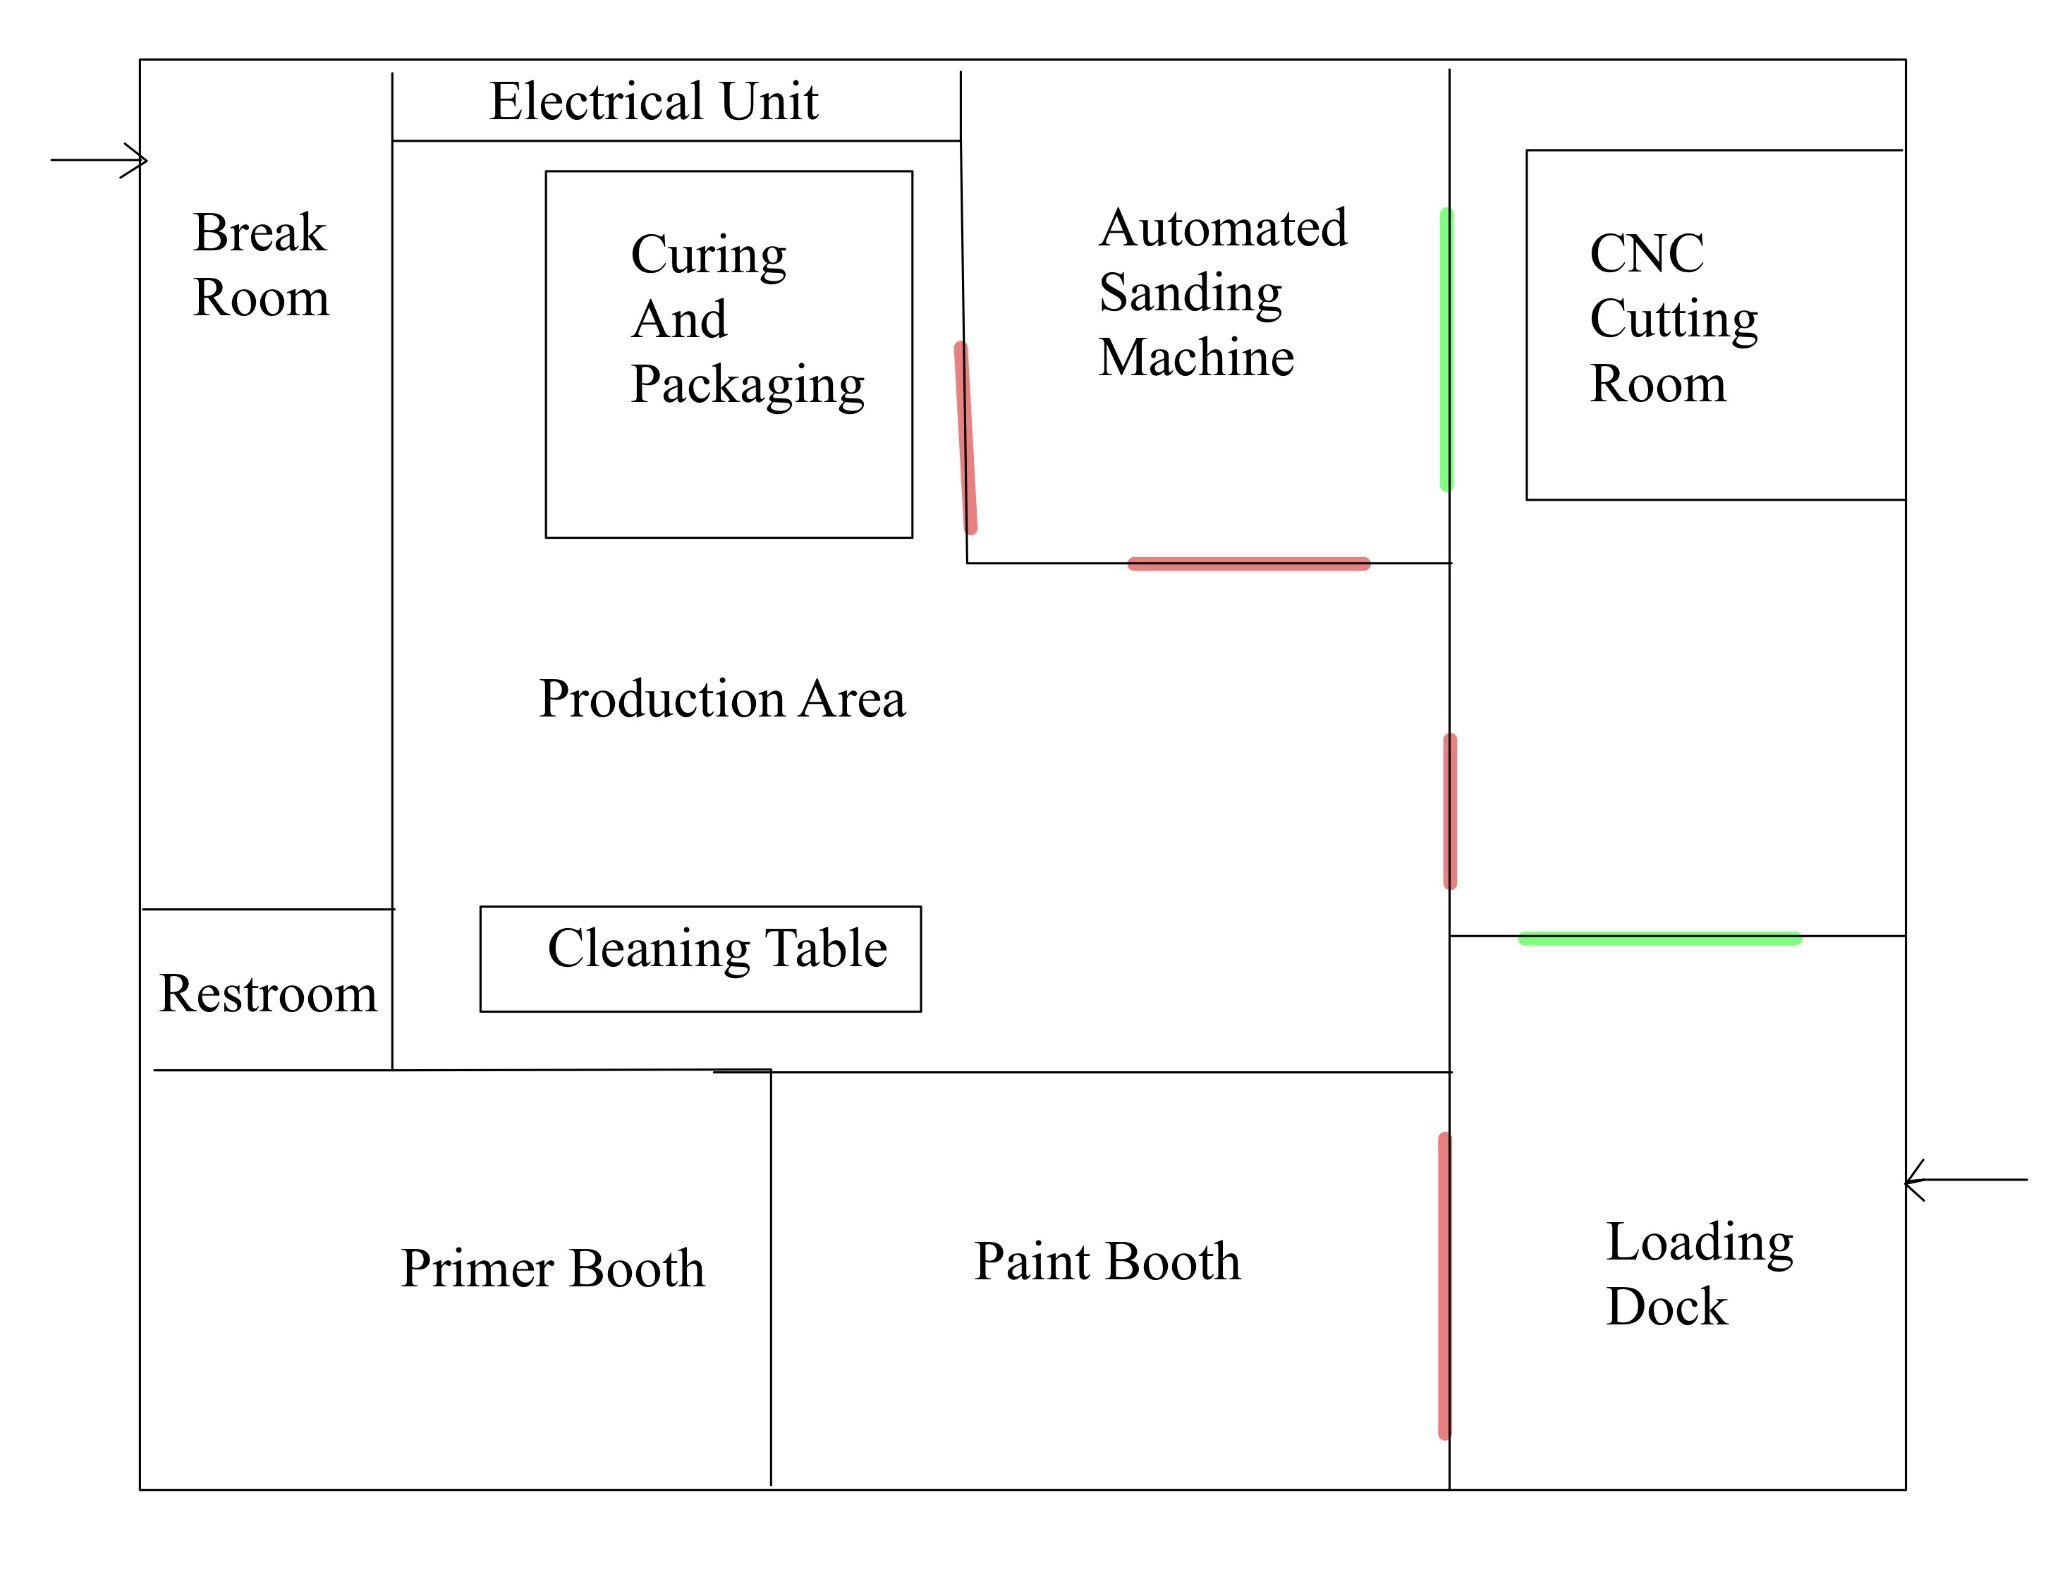 Electrical Unit
Break
Room
Curing
And
Packaging
Automated
Sanding
Machine
CNC
Cutting
Room
Production Area
Cleaning Table
Restroom
Primer Booth
Paint Booth
Loading
Dock